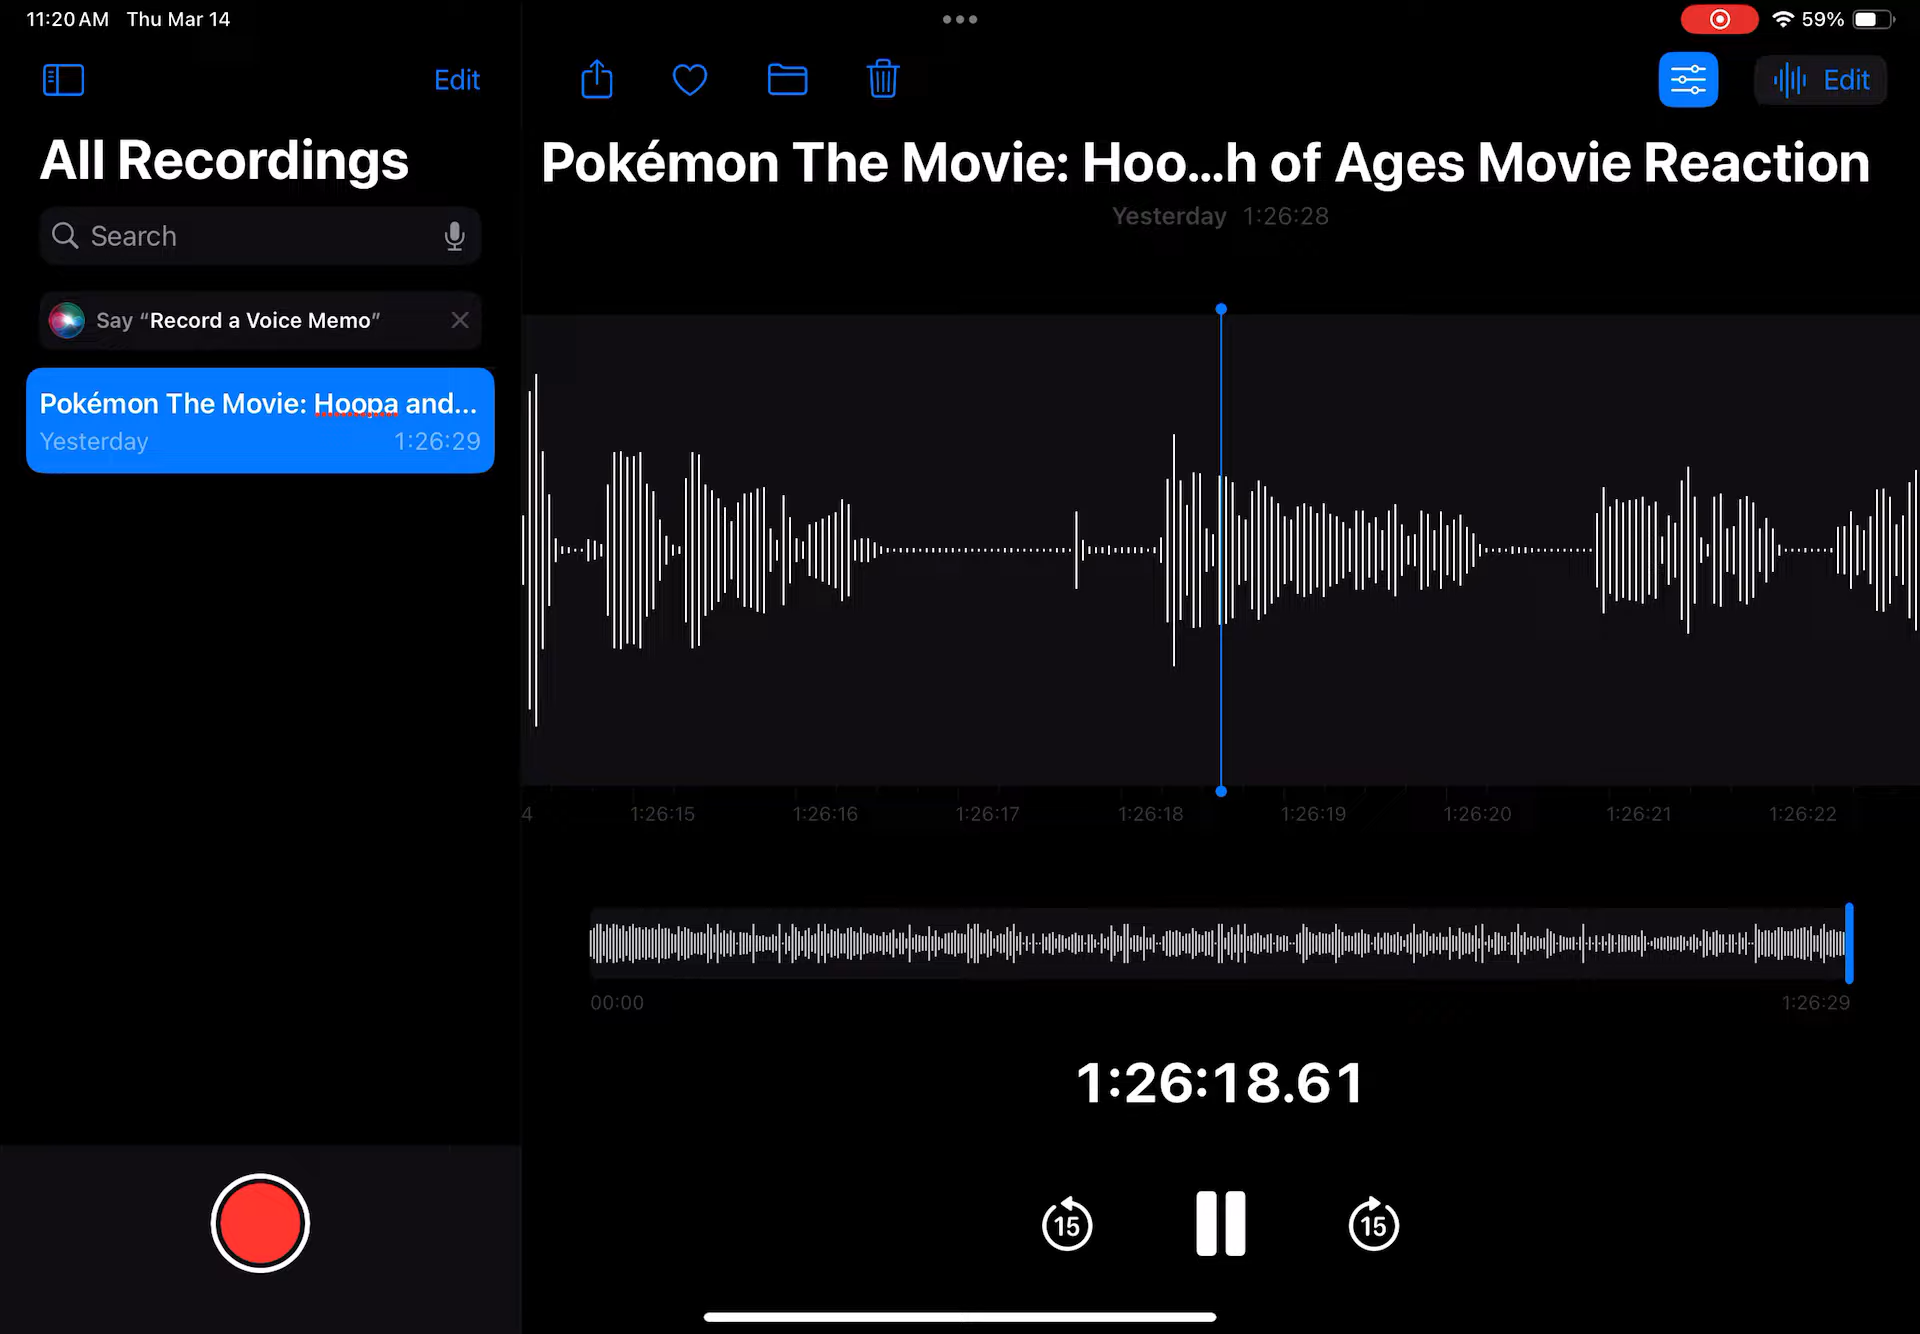 11:20 AM Thu Mar 14
59%
Edit
Edit
All Recordings
Pokémon The Movie: Hoo...h of Ages Movie Reaction
Yesterday 1:26:28
Search
Say “Record a Voice Memo”
Pokémon The Movie: Hoopa and...
Yesterday 1:26:29
4 1:26:15 1:26:16 1:26:17 1:26:18 1:26:19 1:26:20 1:26:21 1:26:22
00:00 1:26:29
1:26:18.61
15 15